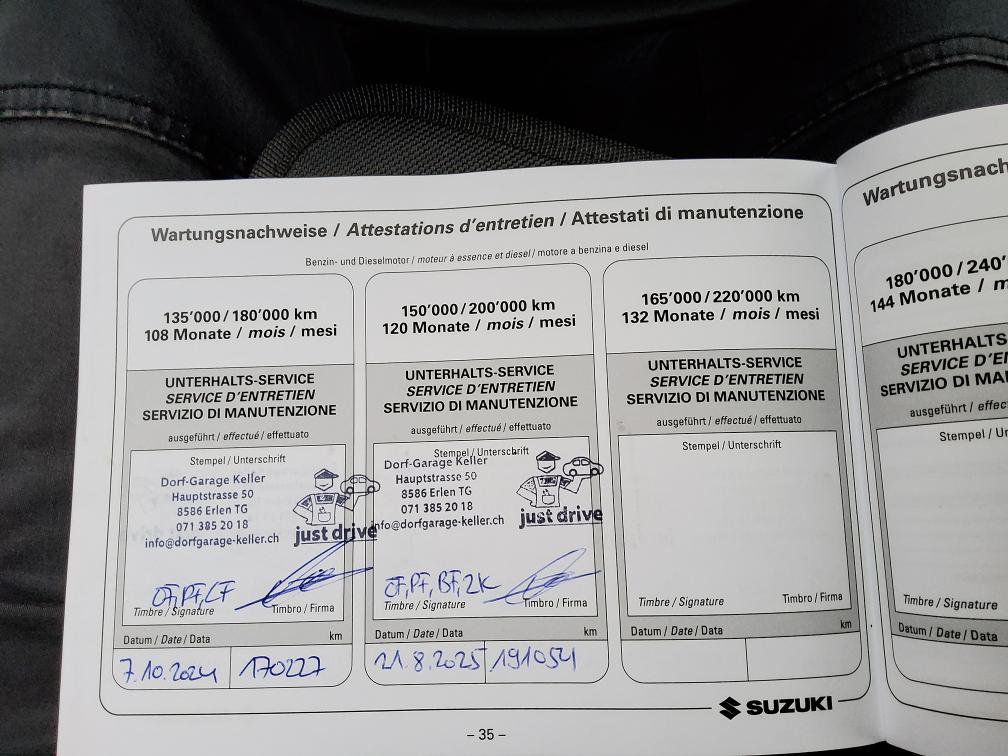 Wartungsnachweise / Attestations d'entretien / Attestati di manutenzione
Benzin- und Dieselmotor / moteur à essence et diesel / motore a benzina e diesel
135'000 / 180'000 km
108 Monate / mois / mesi
UNTERHALTS-SERVICE
SERVICE D'ENTRETIEN
SERVIZIO DI MANUTENZIONE
ausgeführt / effectué / effettuato
Stempel / Unterschrift
Dorf-Garage Keller
Hauptstrasse 50
8586 Erlen TG
071 385 20 18
info@dorfgarage-keller.ch
just drive
ÖF, PF, LF
Timbre / Signature Timbro / Firma
Datum / Date / Data km
7.10.2024 170227
150'000 / 200'000 km
120 Monate / mois / mesi
UNTERHALTS-SERVICE
SERVICE D'ENTRETIEN
SERVIZIO DI MANUTENZIONE
ausgeführt / effectué / effettuato
Stempel / Unterschrift
Dorf-Garage Keller
Hauptstrasse 50
8586 Erlen TG
071 385 20 18
info@dorfgarage-keller.ch
just drive
ÖF, PF, BF, ZK
Timbre / Signature Timbro / Firma
Datum / Date / Data km
21.8.2025 191054
165'000 / 220'000 km
132 Monate / mois / mesi
UNTERHALTS-SERVICE
SERVICE D'ENTRETIEN
SERVIZIO DI MANUTENZIONE
ausgeführt / effectué / effettuato
Stempel / Unterschrift
Timbre / Signature Timbro / Firma
Datum / Date / Data km
SUZUKI
– 35 –
Wartungsnach
180'000 / 240'
144 Monate / m
UNTERHALTS
SERVICE D'E
SERVIZIO DI MA
ausgeführt / effec
Stempel / Un
Timbre / Signature
Datum / Date / Data